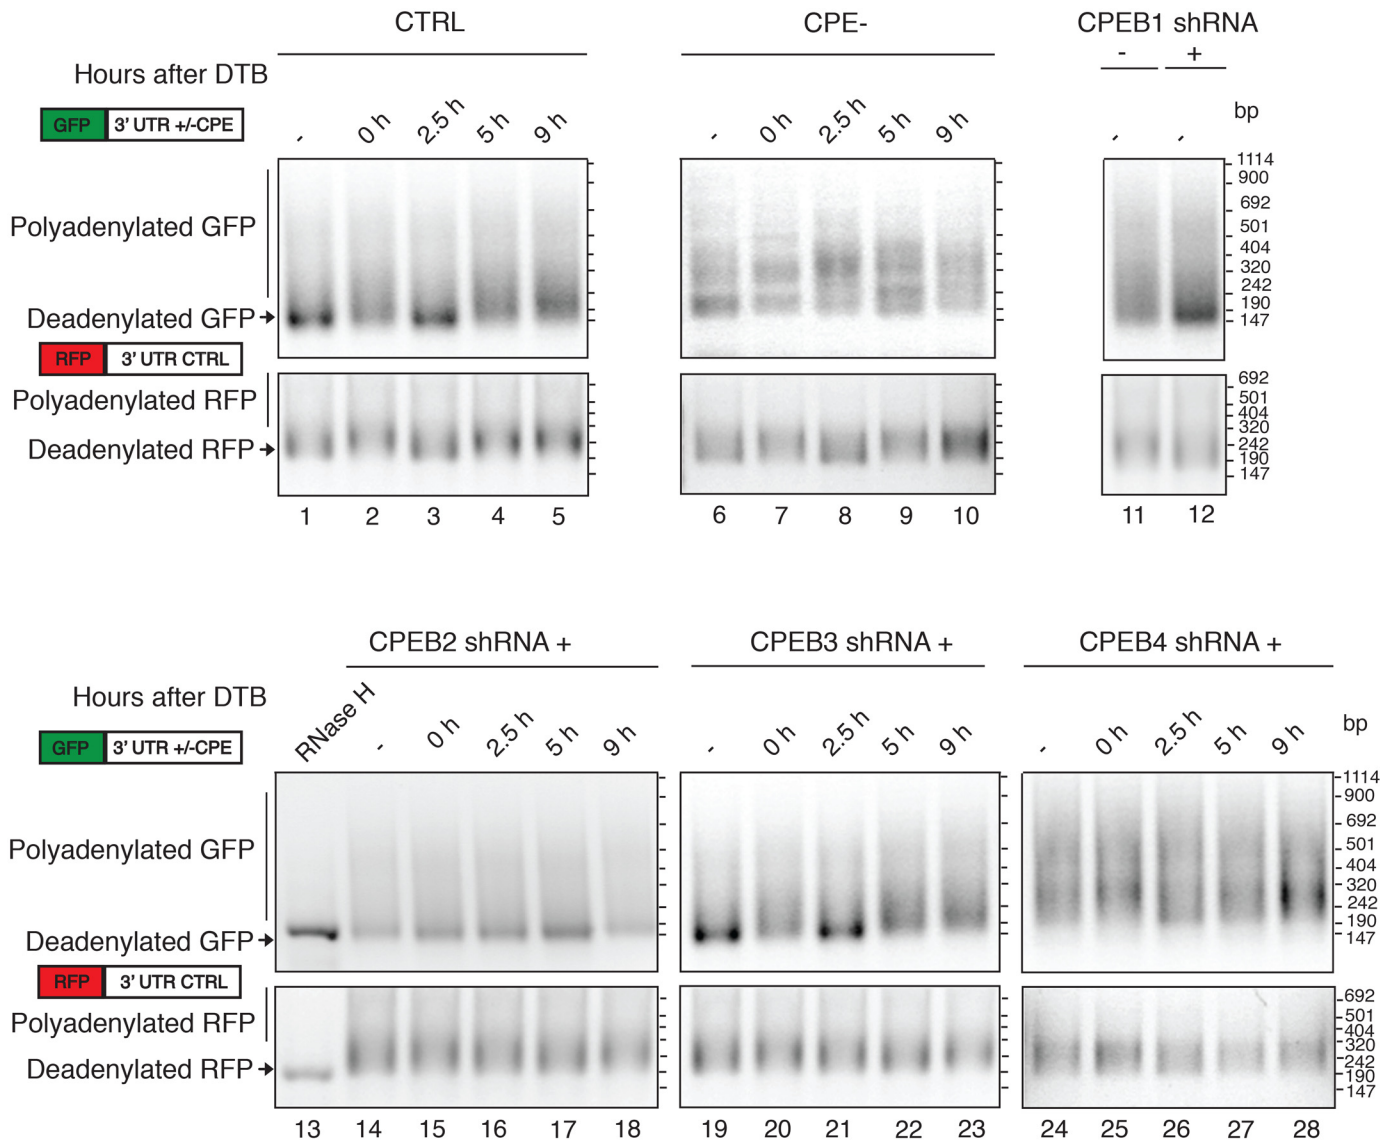 CTRL CPE- CPEB1 shRNA
- +
Hours after DTB
GFP 3' UTR +/-CPE - 0 h 2.5 h 5 h 9 h - 0 h 2.5 h 5 h 9 h - - bp
1114
900
692
Polyadenylated GFP 501
404
320
242
190
Deadenylated GFP 147
RFP 3' UTR CTRL
692
Polyadenylated RFP 501
404
320
Deadenylated RFP 242
190
147
1 2 3 4 5 6 7 8 9 10 11 12
CPEB2 shRNA + CPEB3 shRNA + CPEB4 shRNA +
Hours after DTB
GFP 3' UTR +/-CPE RNase H - 0 h 2.5 h 5 h 9 h - 0 h 2.5 h 5 h 9 h - 0 h 2.5 h 5 h 9 h bp
1114
900
692
Polyadenylated GFP 501
404
320
242
190
Deadenylated GFP 147
RFP 3' UTR CTRL
692
Polyadenylated RFP 501
404
320
Deadenylated RFP 242
190
147
13 14 15 16 17 18 19 20 21 22 23 24 25 26 27 28